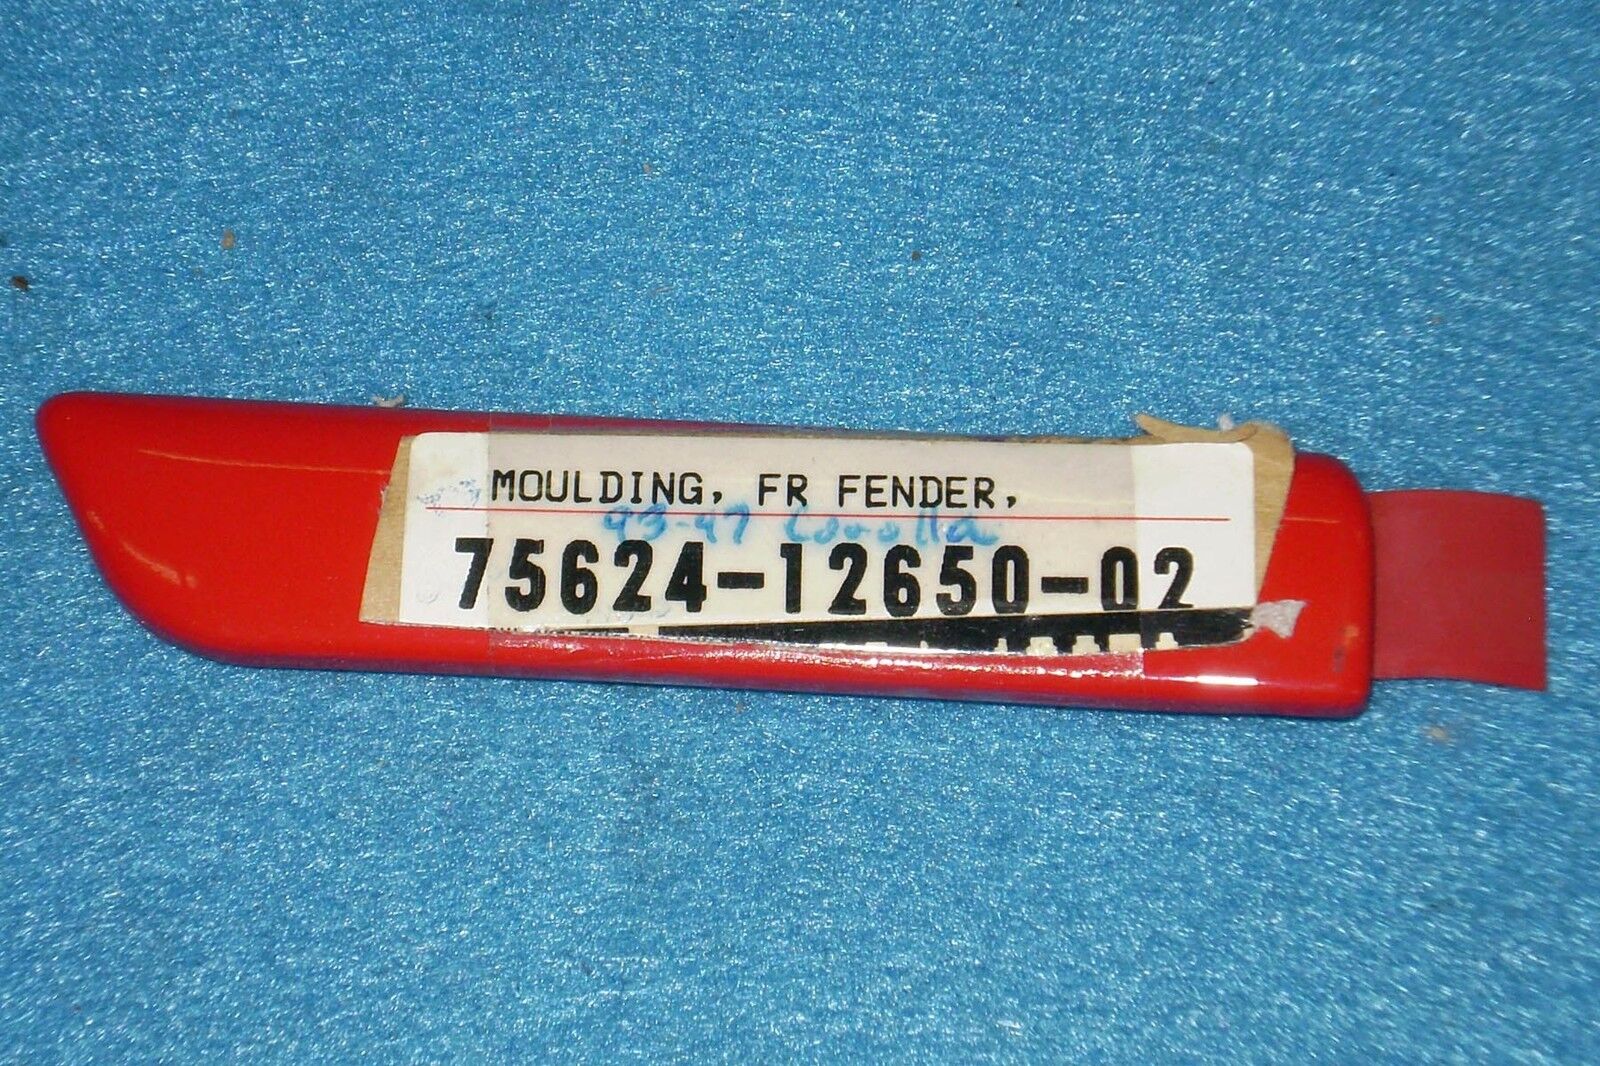 MOULDING, FR FENDER,
93-97 Corolla
75624-12650-02